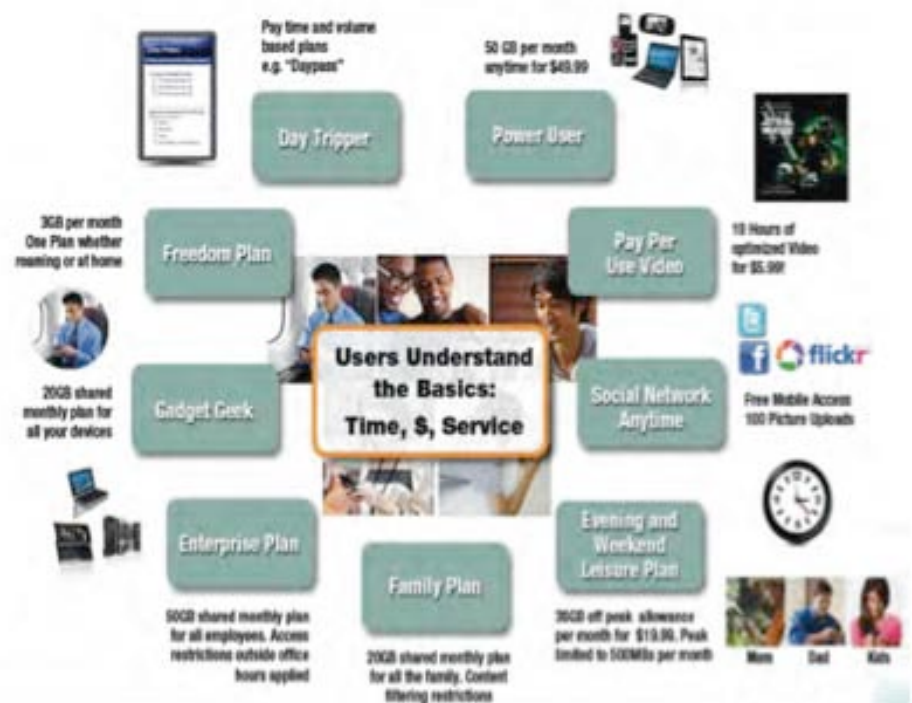 Pay time and volume
based plans
e.g. "Daypass"
Day Tripper
50 GB per month
anytime for $49.99
Power User
3GB per month
One Plan whether
roaming or at home
Freedom Plan
Pay Per
Use Video
10 Hours of
optimized Video
for $5.99!
Users Understand
the Basics:
Time, $, Service
20GB shared
monthly plan for
all your devices
Gadget Geek
Social Network
Anytime
flickr
Free Mobile Access
100 Picture Uploads
Enterprise Plan
50GB shared monthly plan
for all employees. Access
restrictions outside office
hours applied
Family Plan
20GB shared monthly plan
for all the family. Content
filtering restrictions
Evening and
Weekend
Leisure Plan
off peak allowance
per month for $19.99. Peak
limited to 500MBs per month
Mom
Dad
Kids